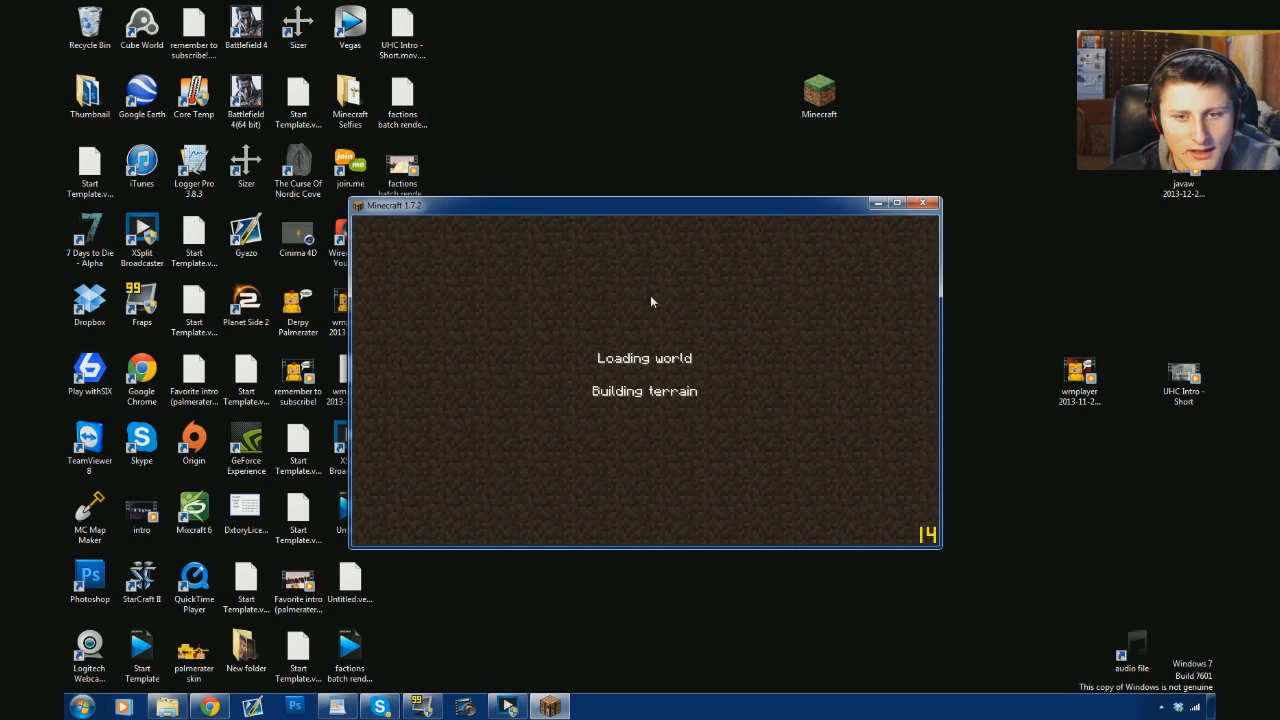 Recycle Bin
Cube World
remember to
subscribe!....
Battlefield 4
Sizer
Vegas
UHC Intro -
Short.mov....
Thumbnail
Google Earth
Core Temp
Battlefield
4(64 bit)
Start
Template.v...
Minecraft
Selfies
factions
batch rende...
Minecraft
Start
Template.v...
iTunes
Logger Pro
3.8.3
Sizer
The Curse Of
Nordic Cove
join.me
factions
batch rende...
javaw
2013-12-2...
Minecraft 1.7.2
7 Days to Die
- Alpha
XSplit
Broadcaster
Start
Template.v...
Gyazo
Cinima 4D
Dropbox
99
Fraps
Start
Template.v...
Planet Side 2
Derpy
Palmerater
Loading world
Building terrain
Play withSIX
Google
Chrome
Favorite intro
(palmerater...
Start
Template.v...
remember to
subscribe!
wmplayer
2013-11-2...
UHC Intro -
Short
TeamViewer
8
Skype
Origin
GeForce
Experience
Start
Template.v...
MC Map
Maker
intro
Mixcraft 6
DxtoryLice...
Start
Template.v...
14
Ps
Photoshop
StarCraft II
QuickTime
Player
Start
Template.v...
Favorite intro
(palmerater...
Untitled.ve...
Logitech
Webca...
Start
Template
palmerater
skin
New folder
Start
Template.v...
factions
batch rend...
audio file
Windows 7
Build 7601
This copy of Windows is not genuine
Ps
99